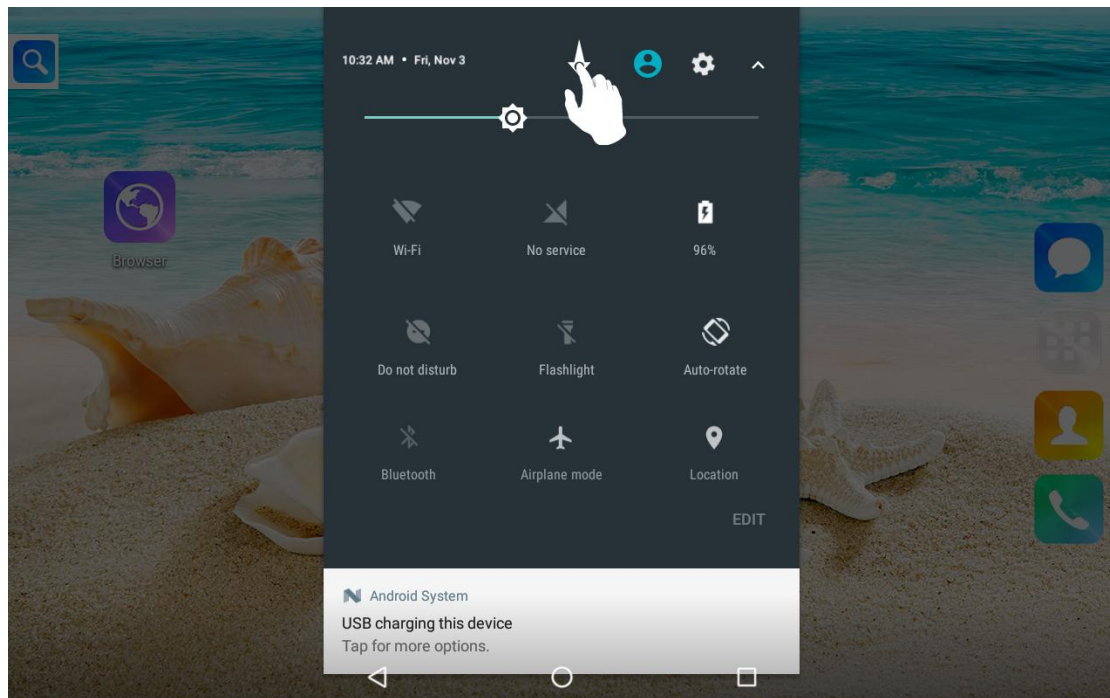 10:32 AM • Fri, Nov 3
Wi-Fi
No service
96%
Browser
Do not disturb
Flashlight
Auto-rotate
Bluetooth
Airplane mode
Location
EDIT
Android System
USB charging this device
Tap for more options.